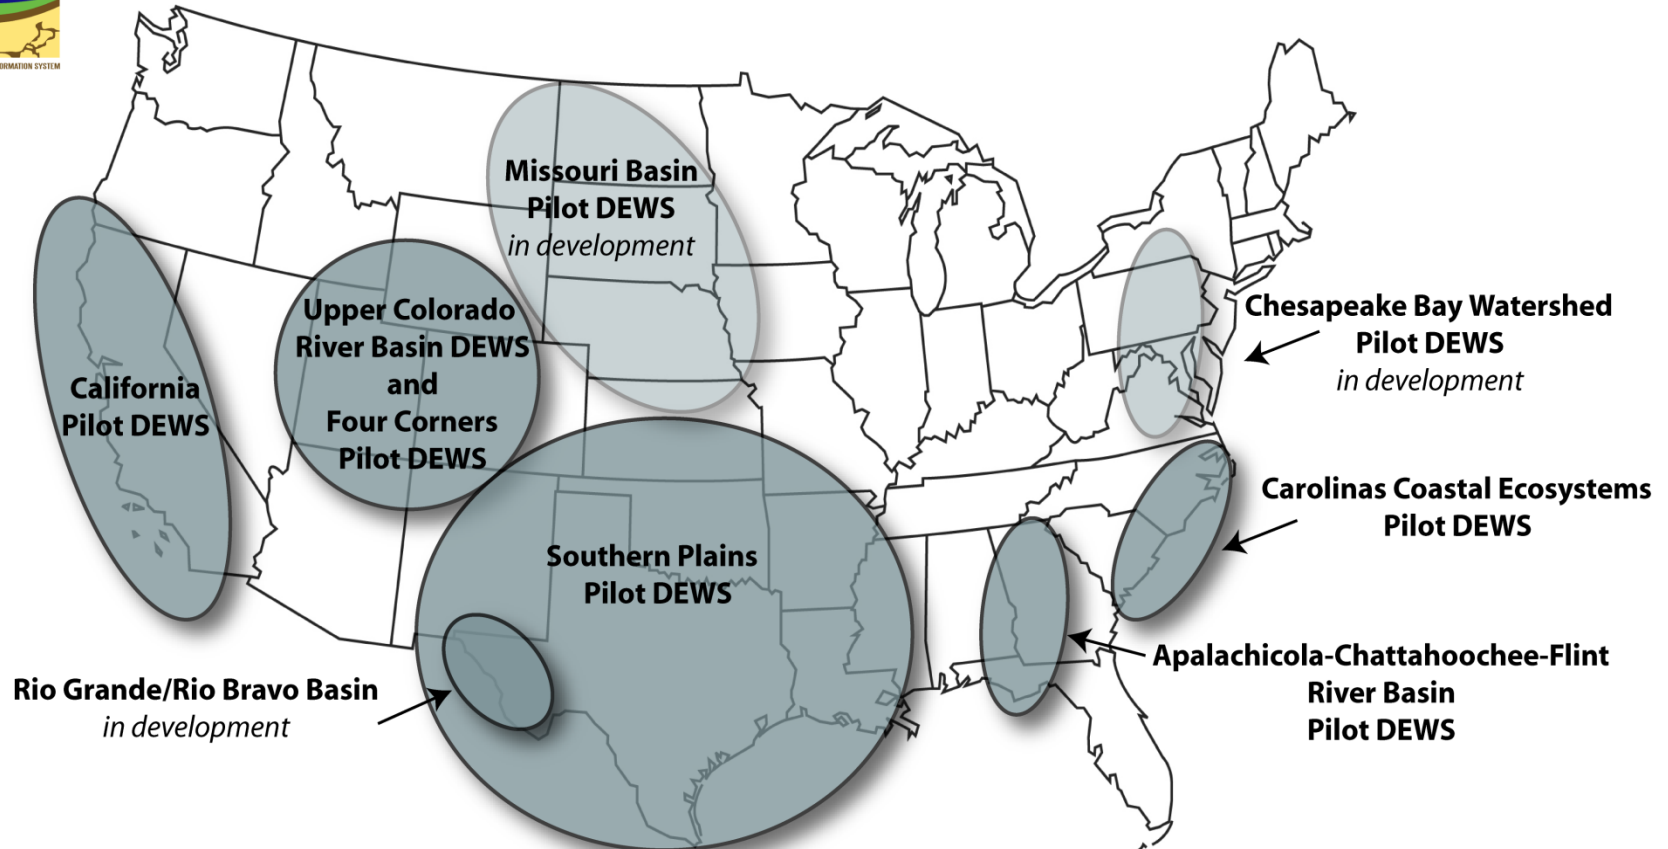 ORMATION SYSTEM
Missouri Basin
Pilot DEWS
in development
Upper Colorado
River Basin DEWS
and
Four Corners
Pilot DEWS
California
Pilot DEWS
Chesapeake Bay Watershed
Pilot DEWS
in development
Carolinas Coastal Ecosystems
Pilot DEWS
Southern Plains
Pilot DEWS
Apalachicola-Chattahoochee-Flint
River Basin
Pilot DEWS
Rio Grande/Rio Bravo Basin
in development